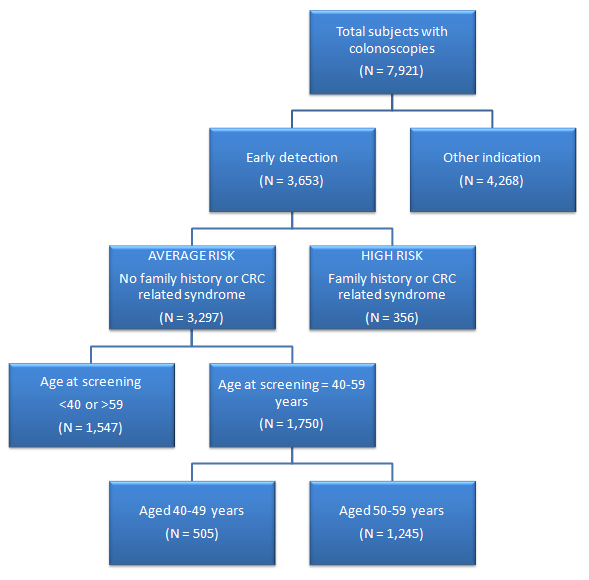 Total subjects with
colonoscopies
(N = 7,921)
Early detection
(N = 3,653)
Other indication
(N = 4,268)
AVERAGE RISK
No family history or CRC
related syndrome
(N = 3,297)
HIGH RISK
Family history or CRC
related syndrome
(N = 356)
Age at screening
<40 or >59
(N = 1,547)
Age at screening = 40-59
years
(N = 1,750)
Aged 40-49 years
(N = 505)
Aged 50-59 years
(N = 1,245)